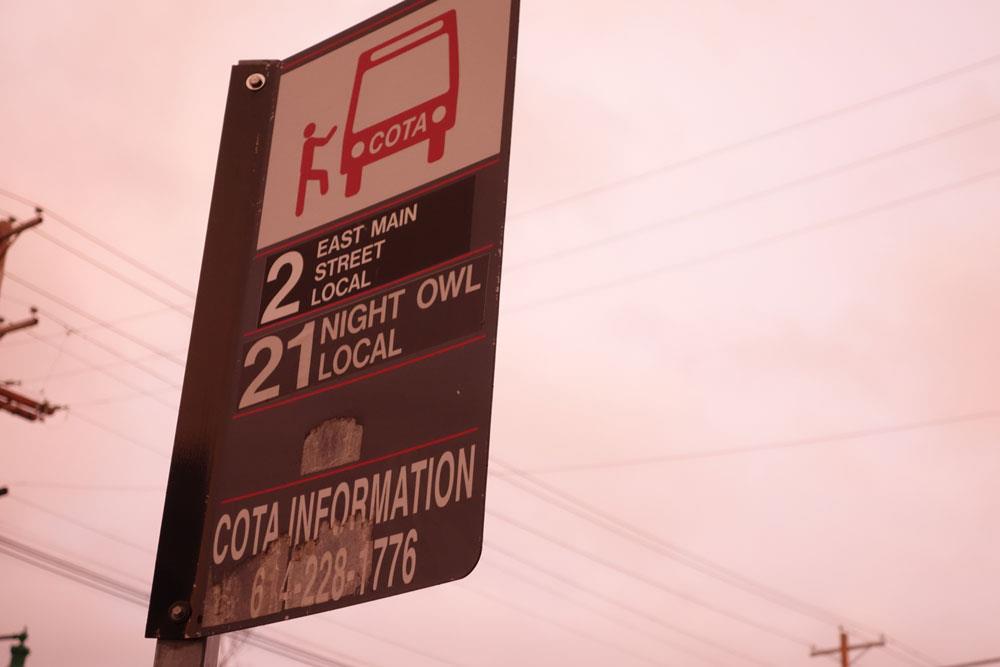 COTA
2 EAST MAIN
STREET
LOCAL
21 NIGHT OWL
LOCAL
COTA INFORMATION
614-228-1776